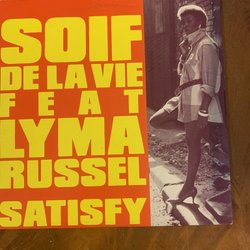 SOIF
DE LA VIE
FEAT
LYMA
RUSSEL
SATISFY